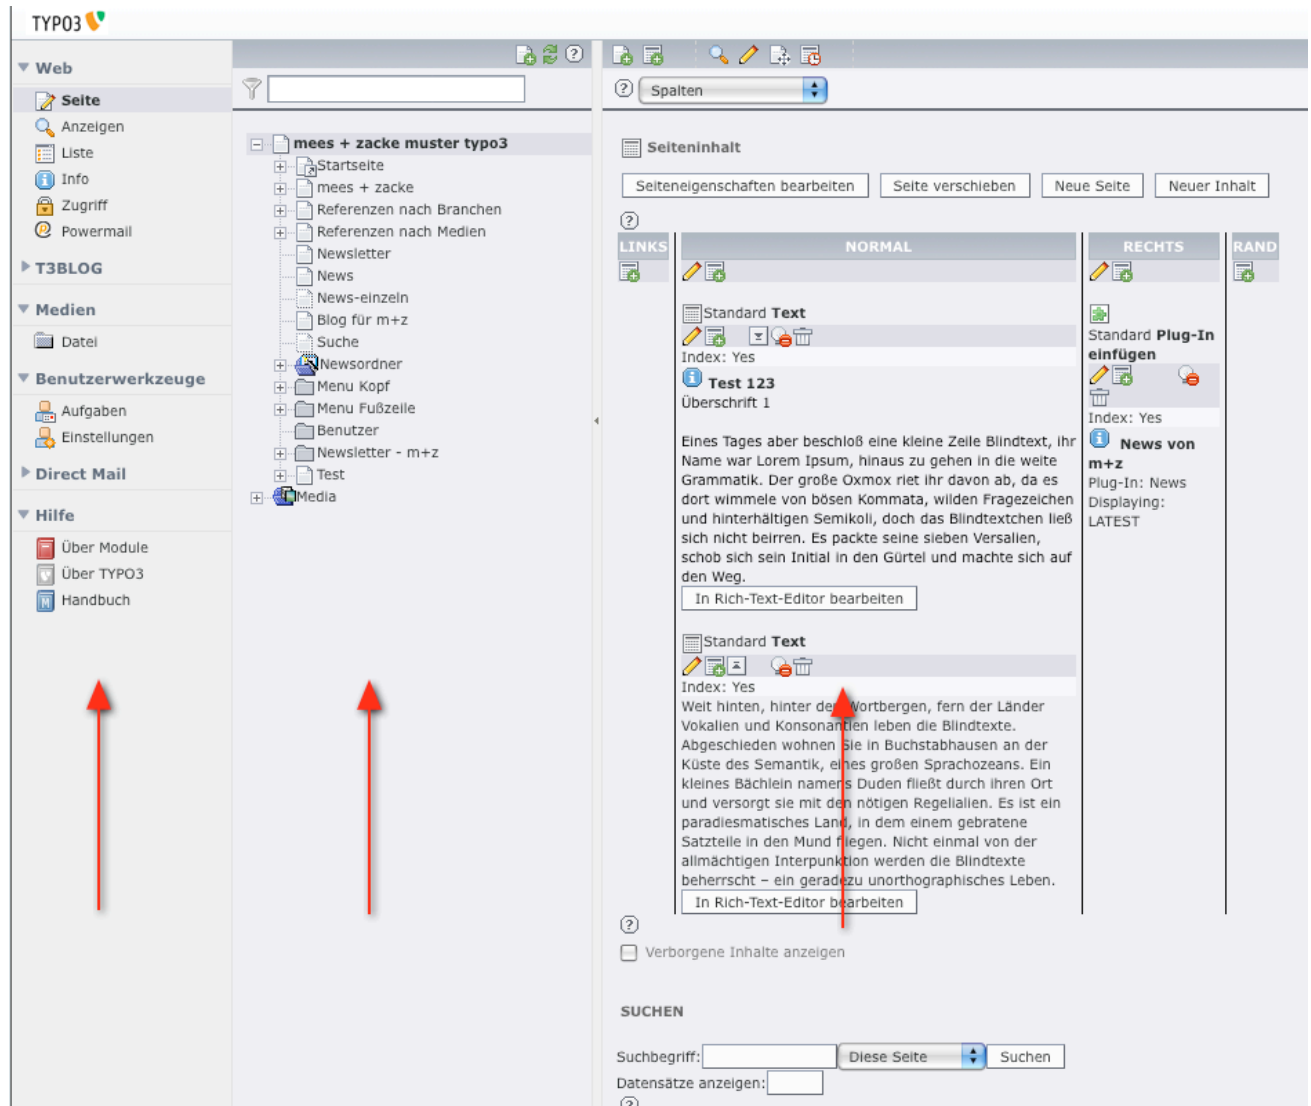 TYPO3
Web
Seite
Anzeigen
Liste
Info
Zugriff
Powermail
T3BLOG
Medien
Datei
Benutzerwerkzeuge
Aufgaben
Einstellungen
Direct Mail
Hilfe
Über Module
Über TYPO3
Handbuch
mees + zacke muster typo3
Startseite
mees + zacke
Referenzen nach Branchen
Referenzen nach Medien
Newsletter
News
News-einzeln
Blog für m+z
Suche
Newsordner
Menu Kopf
Menu Fußzeile
Benutzer
Newsletter - m+z
Test
Media
Spalten
Seiteninhalt
Seiteneigenschaften bearbeiten
Seite verschieben
Neue Seite
Neuer Inhalt
LINKS
NORMAL
Standard Text
Index: Yes
Test 123
Überschrift 1
Eines Tages aber beschloß eine kleine Zeile Blindtext, ihr
Name war Lorem Ipsum, hinaus zu gehen in die weite
Grammatik. Der große Oxmox riet ihr davon ab, da es
dort wimmele von bösen Kommata, wilden Fragezeichen
und hinterhältigen Semikoli, doch das Blindtextchen ließ
sich nicht beirren. Es packte seine sieben Versalien,
schob sich sein Initial in den Gürtel und machte sich auf
den Weg.
In Rich-Text-Editor bearbeiten
Standard Text
Index: Yes
Weit hinten, hinter den Wortbergen, fern der Länder
Vokalien und Konsonantien leben die Blindtexte.
Abgeschieden wohnen Sie in Buchstabhausen an der
Küste des Semantik, eines großen Sprachozeans. Ein
kleines Bächlein namens Duden fließt durch ihren Ort
und versorgt sie mit den nötigen Regelialien. Es ist ein
paradiesmatisches Land, in dem einem gebratene
Satzteile in den Mund fliegen. Nicht einmal von der
allmächtigen Interpunktion werden die Blindtexte
beherrscht – ein geradezu unorthographisches Leben.
In Rich-Text-Editor bearbeiten
RECHTS
Standard Plug-In
einfügen
Index: Yes
News von
m+z
Plug-In: News
Displaying:
LATEST
RAND
Verborgene Inhalte anzeigen
SUCHEN
Suchbegriff:
Diese Seite
Suchen
Datensätze anzeigen: